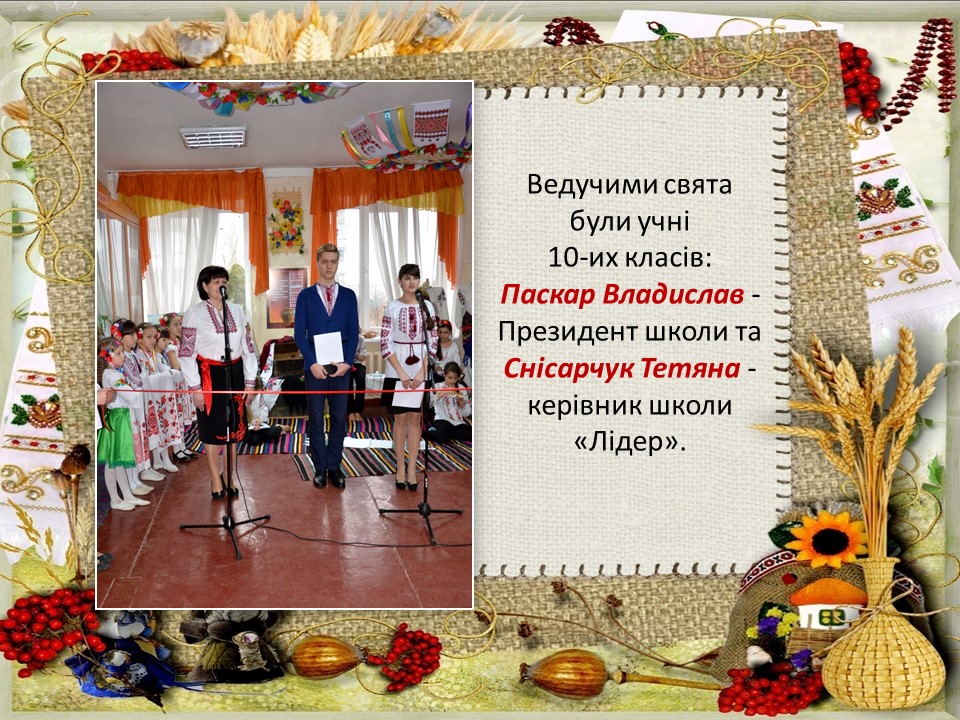 Ведучими свята
були учні
10-их класів:
Паскар Владислав -
Президент школи та
Снісарчук Тетяна -
керівник школи
«Лідер».